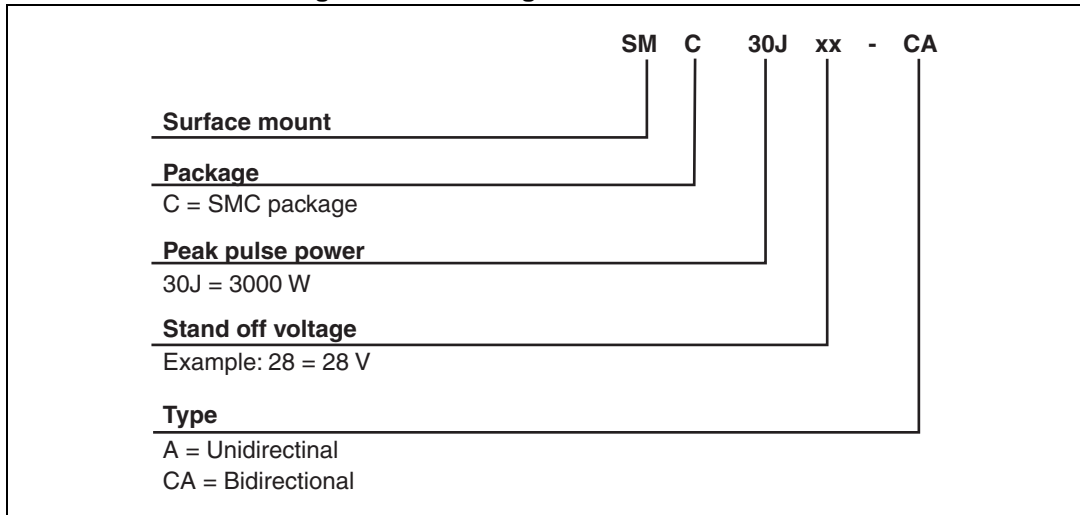 SM C 30J xx - CA
Surface mount
Package
C = SMC package
Peak pulse power
30J = 3000 W
Stand off voltage
Example: 28 = 28 V
Type
A = Unidirectinal
CA = Bidirectional